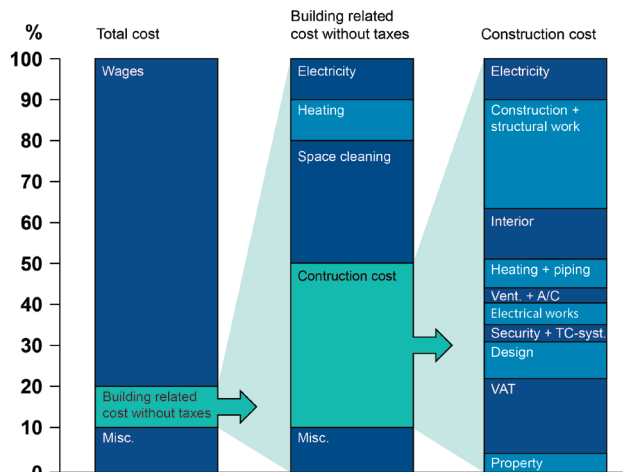 %
Total cost
Building related
cost without taxes
Construction cost
100
90
80
70
60
50
40
30
20
10
0
Wages
Building related
cost without taxes
Misc.
Electricity
Heating
Space cleaning
Contruction cost
Misc.
Electricity
Construction +
structural work
Interior
Heating + piping
Vent. + A/C
Electrical works
Security + TC-syst.
Design
VAT
Property